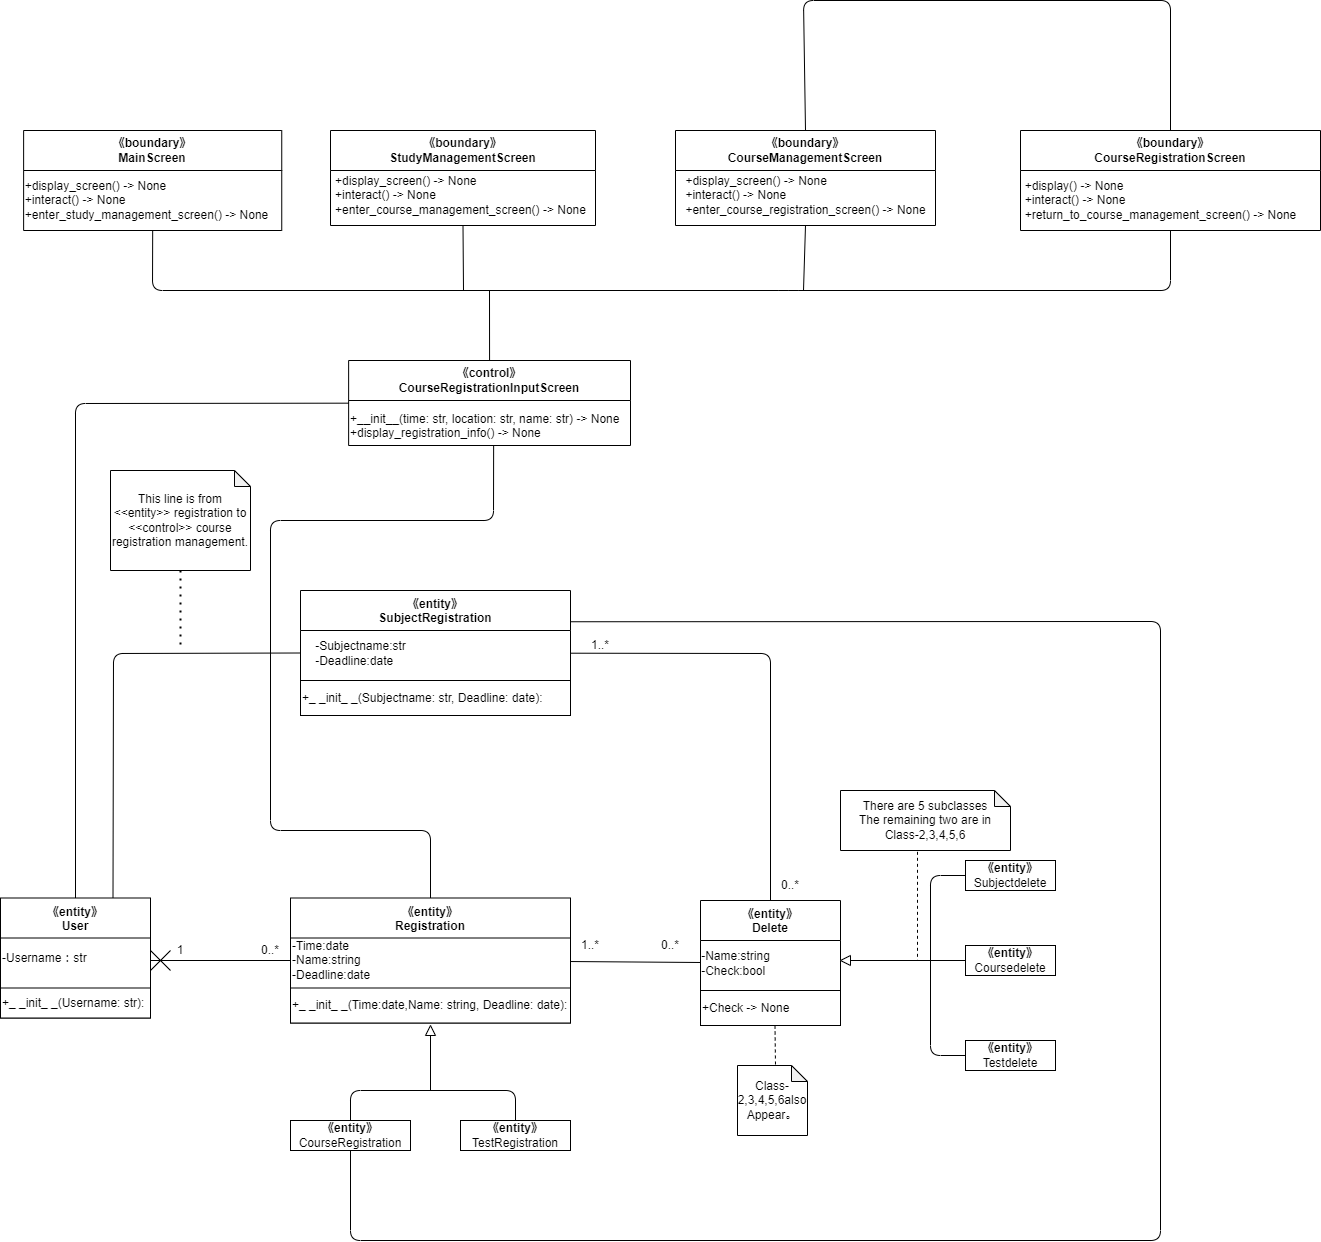 《boundary》
MainScreen
+display_screen() -> None
+interact() -> None
+enter_study_management_screen() -> None
《boundary》
StudyManagementScreen
+display_screen() -> None
+interact() -> None
+enter_course_management_screen() -> None
《boundary》
CourseManagementScreen
+display_screen() -> None
+interact() -> None
+enter_course_registration_screen() -> None
《boundary》
CourseRegistrationScreen
+display() -> None
+interact() -> None
+return_to_course_management_screen() -> None
《control》
CourseRegistrationInputScreen
+__init__(time: str, location: str, name: str) -> None
+display_registration_info() -> None
This line is from
<<entity>> registration to
<<control>> course
registration management.
《entity》
SubjectRegistration
-Subjectname:str
-Deadline:date
+_ _init_ _(Subjectname: str, Deadline: date):
1..*
0..*
There are 5 subclasses
The remaining two are in
Class-2,3,4,5,6
《entity》
Subjectdelete
《entity》
User
-Username：str
+_ _init_ _(Username: str):
1
0..*
《entity》
Registration
-Time:date
-Name:string
-Deadline:date
+_ _init_ _(Time:date,Name: string, Deadline: date):
1..*
0..*
《entity》
Delete
-Name:string
-Check:bool
+Check -> None
《entity》
Coursedelete
《entity》
Testdelete
Class-
2,3,4,5,6also
Appear。
《entity》
CourseRegistration
《entity》
TestRegistration